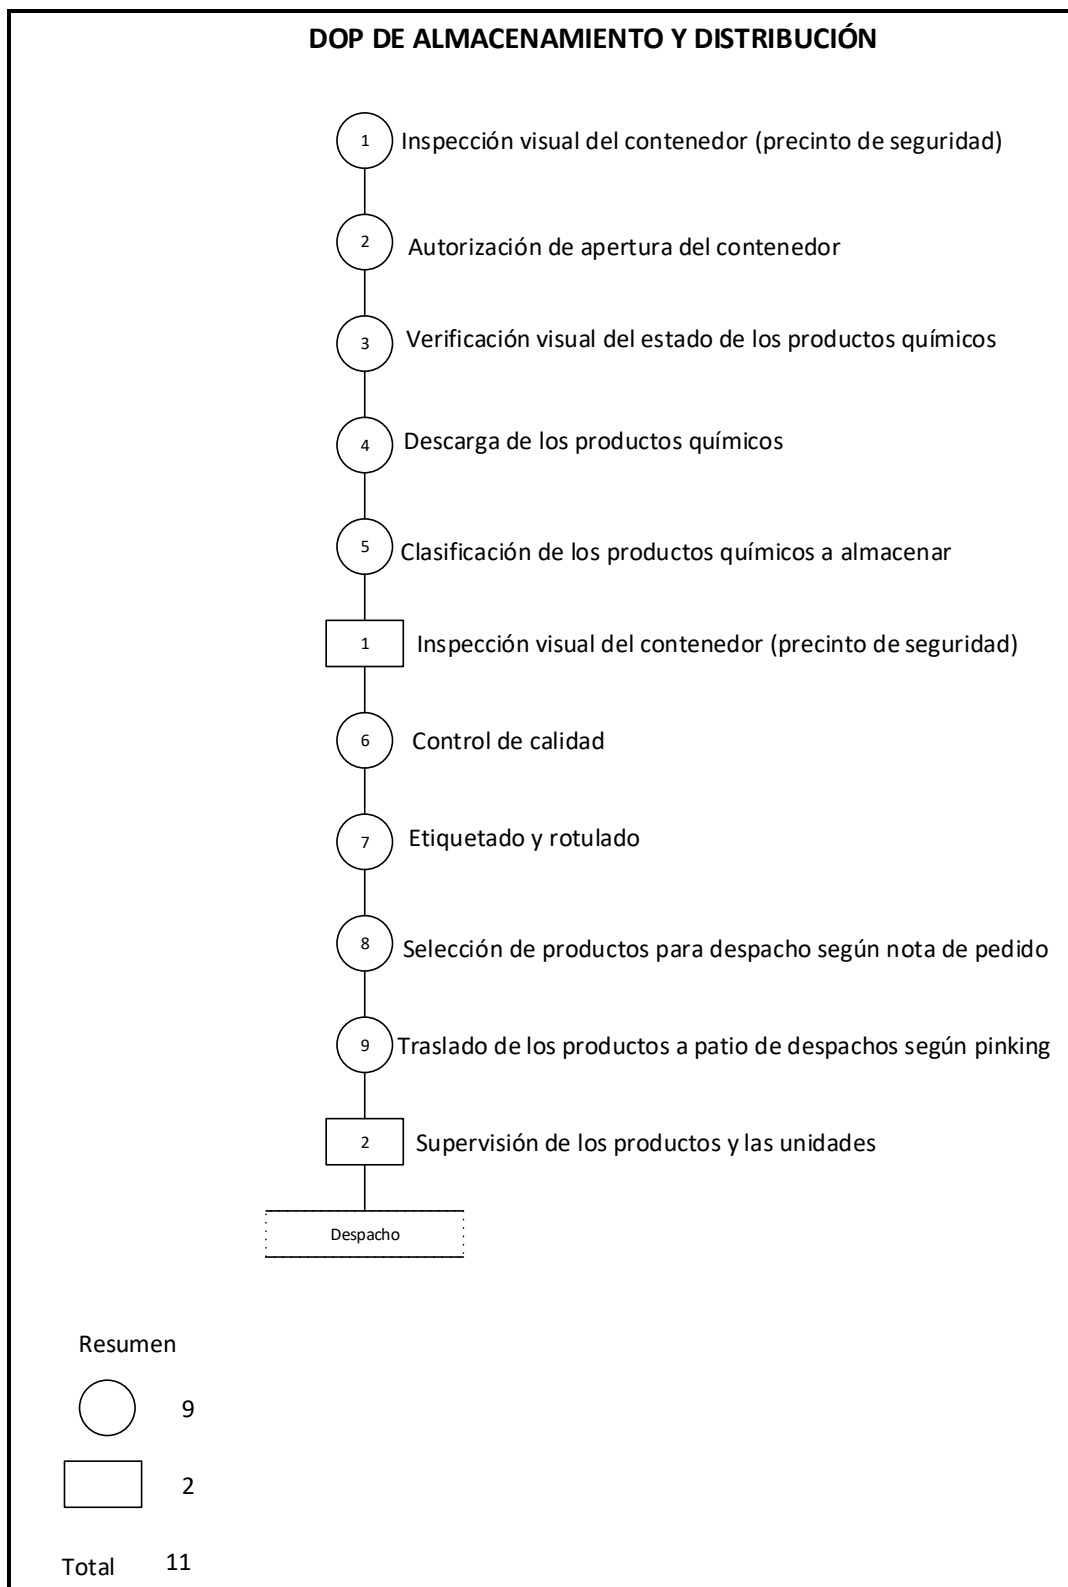 DOP DE ALMACENAMIENTO Y DISTRIBUCIÓN
1 Inspección visual del contenedor (precinto de seguridad)
2 Autorización de apertura del contenedor
3 Verificación visual del estado de los productos químicos
4 Descarga de los productos químicos
5 Clasificación de los productos químicos a almacenar
1 Inspección visual del contenedor (precinto de seguridad)
6 Control de calidad
7 Etiquetado y rotulado
8 Selección de productos para despacho según nota de pedido
9 Traslado de los productos a patio de despachos según pinking
2 Supervisión de los productos y las unidades
Despacho
Resumen
9
2
Total 11